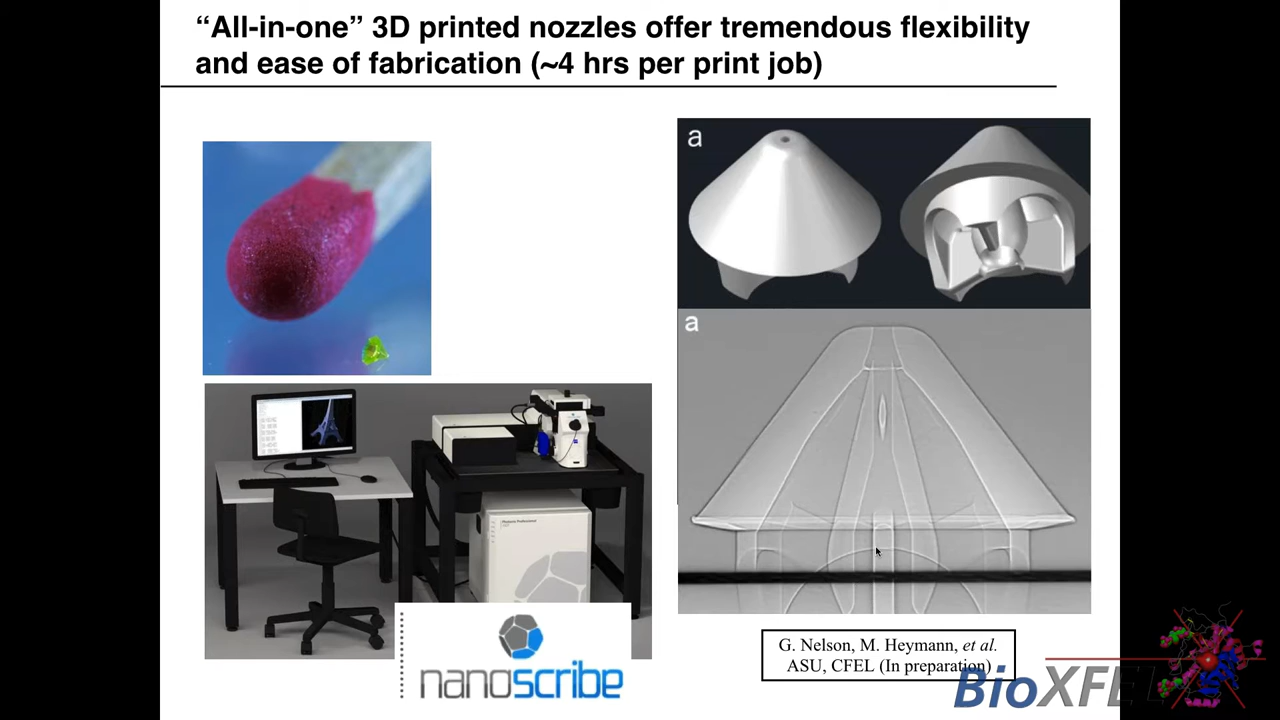 “All-in-one” 3D printed nozzles offer tremendous flexibility
and ease of fabrication (~4 hrs per print job)
a
a
nanoscribe
G. Nelson, M. Heymann, et al.
ASU, CFEL (In preparation)
BioXFEL